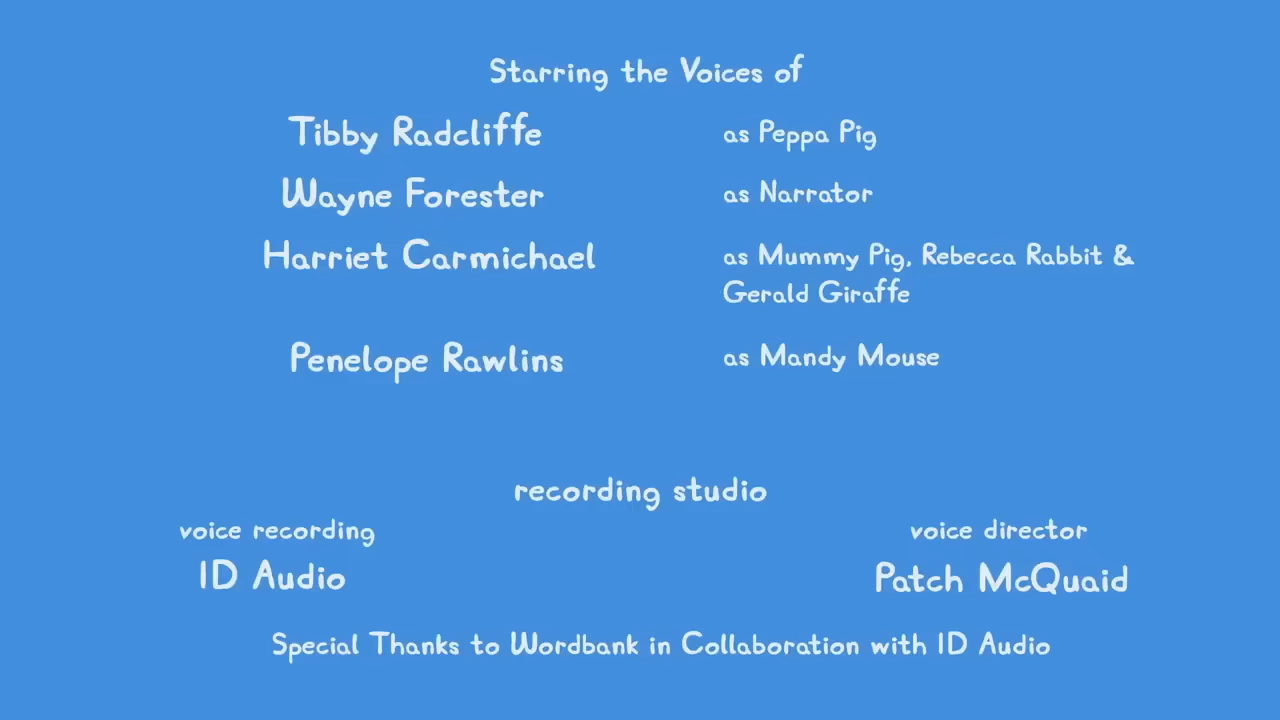 Starring the Voices of
Tibby Radcliffe as Peppa Pig
Wayne Forester as Narrator
Harriet Carmichael as Mummy Pig, Rebecca Rabbit &
Gerald Giraffe
Penelope Rawlins as Mandy Mouse
recording studio
voice recording voice director
ID Audio Patch McQuaid
Special Thanks to Wordbank in Collaboration with ID Audio